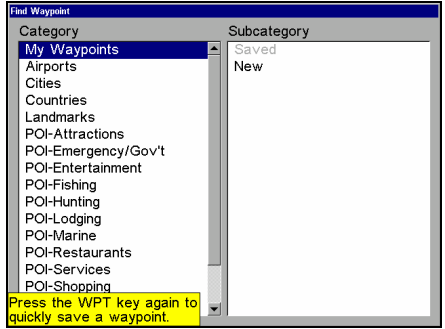 Find Waypoint
Category
My Waypoints
Airports
Cities
Countries
Landmarks
POI-Attractions
POI-Emergency/Gov't
POI-Entertainment
POI-Fishing
POI-Hunting
POI-Lodging
POI-Marine
POI-Restaurants
POI-Services
POI-Shopping
Press the WPT key again to
quickly save a waypoint.
Subcategory
Saved
New